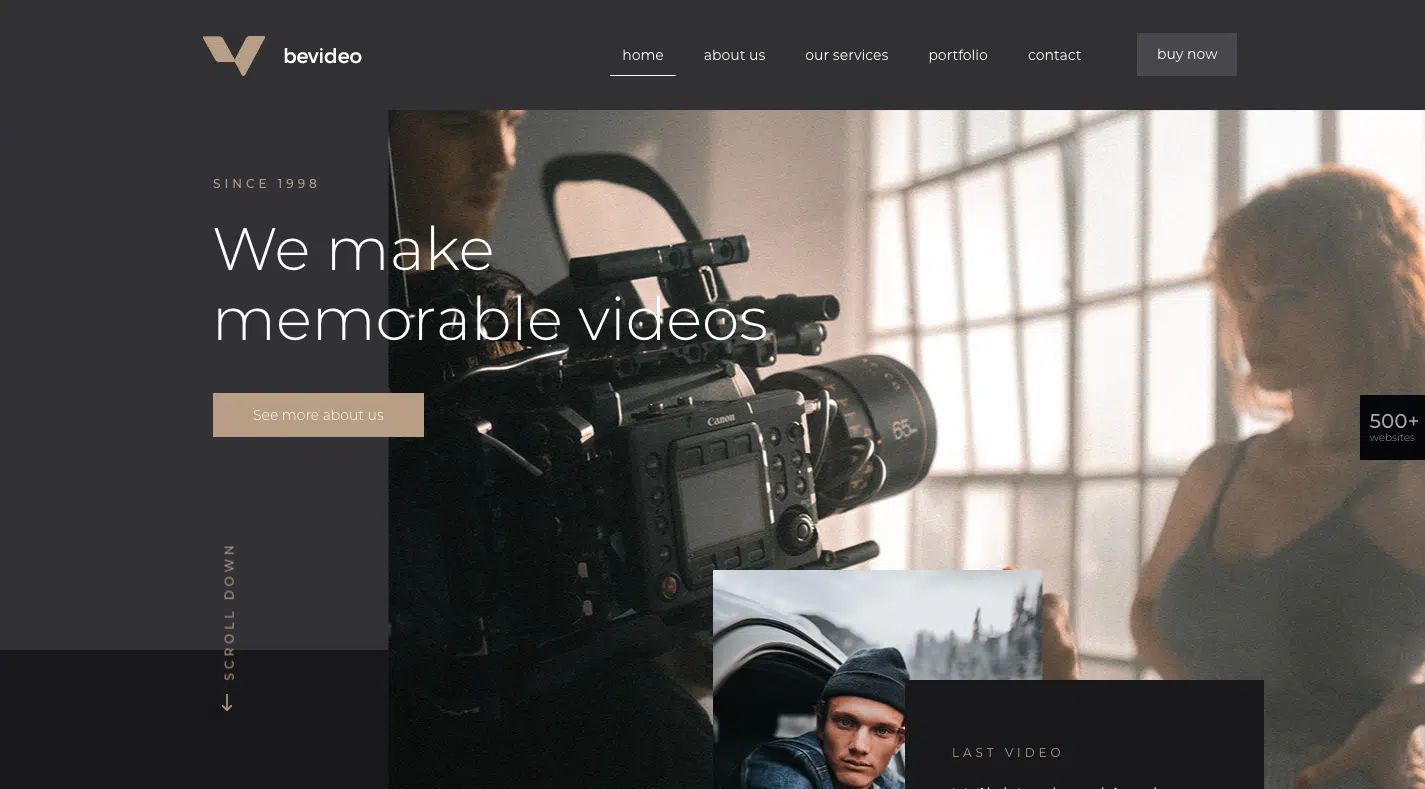 bevideo
home
about us
our services
portfolio
contact
buy now
SINCE 1998
We make
memorable videos
See more about us
Canon
65
500+
websites
SCROLL DOWN
LAST VIDEO